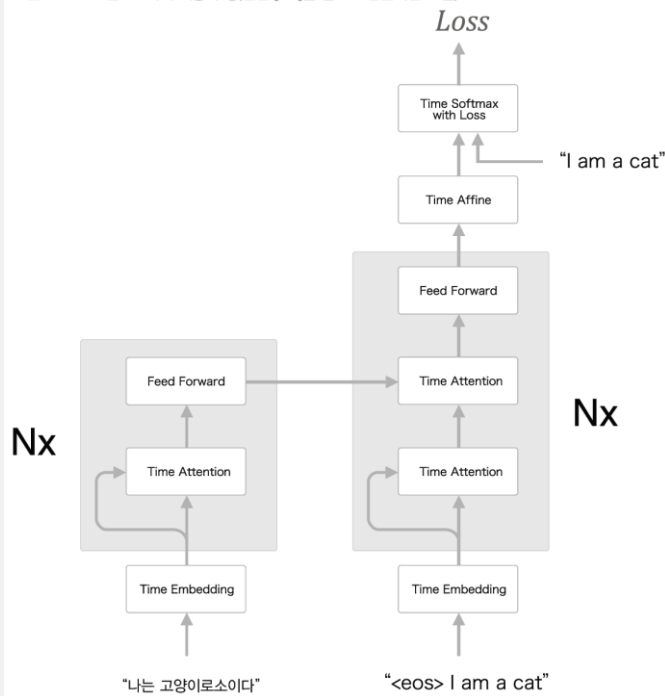 Loss
Time Softmax
with Loss
“I am a cat”
Time Affine
Feed Forward
Feed Forward
Time Attention
Nx
Nx
Time Attention
Time Attention
Time Embedding
Time Embedding
“나는 고양이로소이다”
“<eos> I am a cat”